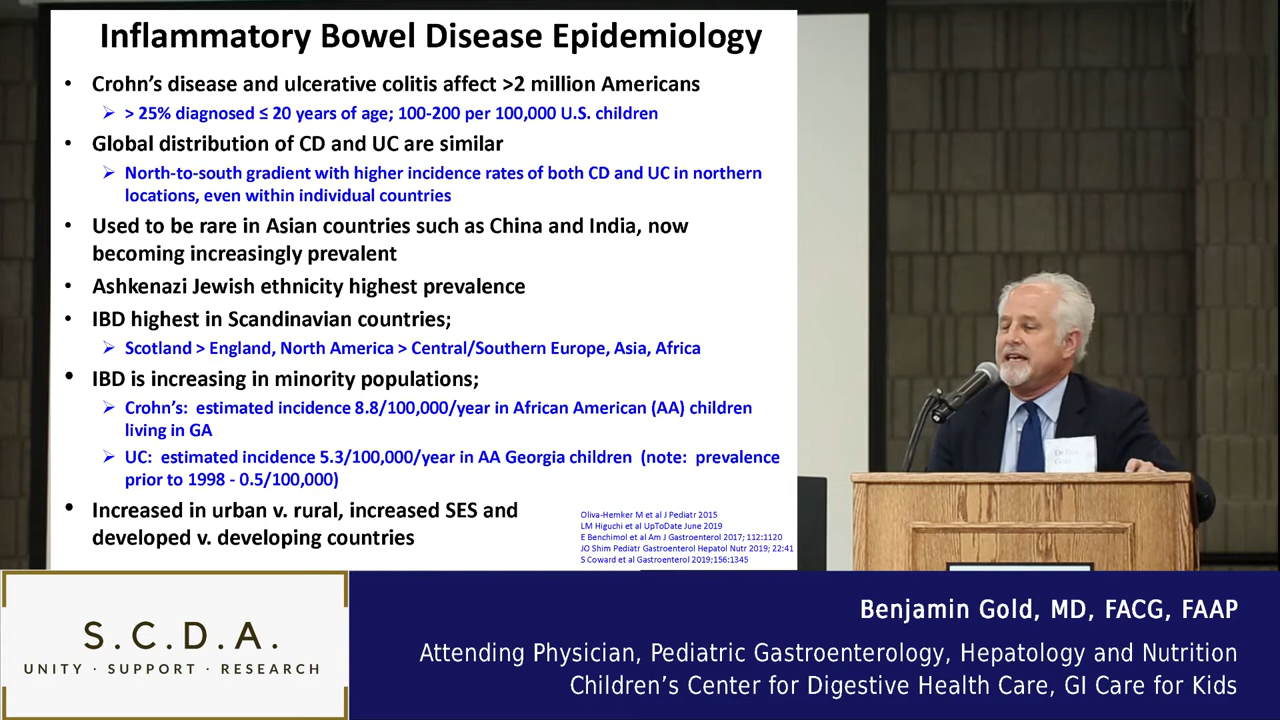 Inflammatory Bowel Disease Epidemiology
• Crohn’s disease and ulcerative colitis affect >2 million Americans
➢ > 25% diagnosed ≤ 20 years of age; 100-200 per 100,000 U.S. children
• Global distribution of CD and UC are similar
➢ North-to-south gradient with higher incidence rates of both CD and UC in northern
locations, even within individual countries
• Used to be rare in Asian countries such as China and India, now
becoming increasingly prevalent
• Ashkenazi Jewish ethnicity highest prevalence
• IBD highest in Scandinavian countries;
➢ Scotland > England, North America > Central/Southern Europe, Asia, Africa
• IBD is increasing in minority populations;
➢ Crohn’s: estimated incidence 8.8/100,000/year in African American (AA) children
living in GA
➢ UC: estimated incidence 5.3/100,000/year in AA Georgia children (note: prevalence
prior to 1998 - 0.5/100,000)
• Increased in urban v. rural, increased SES and
developed v. developing countries
Oliva-Hemker M et al J Pediatr 2015
LM Higuchi et al UpToDate June 2019
E Benchimol et al Am J Gastroenterol 2017; 112:1120
JO Shim Pediatr Gastroenterol Hepatol Nutr 2019; 22:41
S Coward et al Gastroenterol 2019;156:1345
S.C.D.A.
UNITY · SUPPORT · RESEARCH
Benjamin Gold, MD, FACG, FAAP
Attending Physician, Pediatric Gastroenterology, Hepatology and Nutrition
Children’s Center for Digestive Health Care, GI Care for Kids